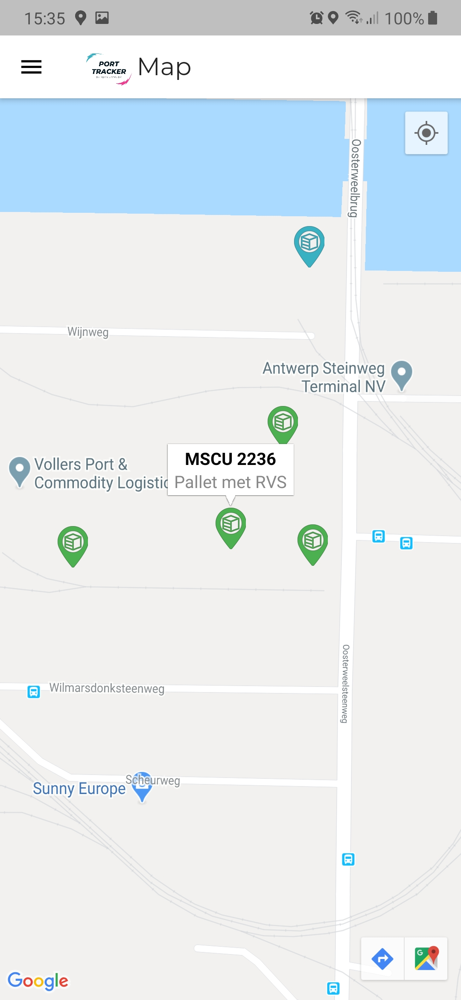 15:35
100%
PORT
TRACKER
Map
Oosterweelbrug
Wijnweg
Antwerp Steinweg
Terminal NV
MSCU 2236
Pallet met RVS
Vollers Port &
Commodity Logistic
Oosterweelsteenweg
Wilmarsdonksteenweg
Scheurweg
Sunny Europe
G
Google